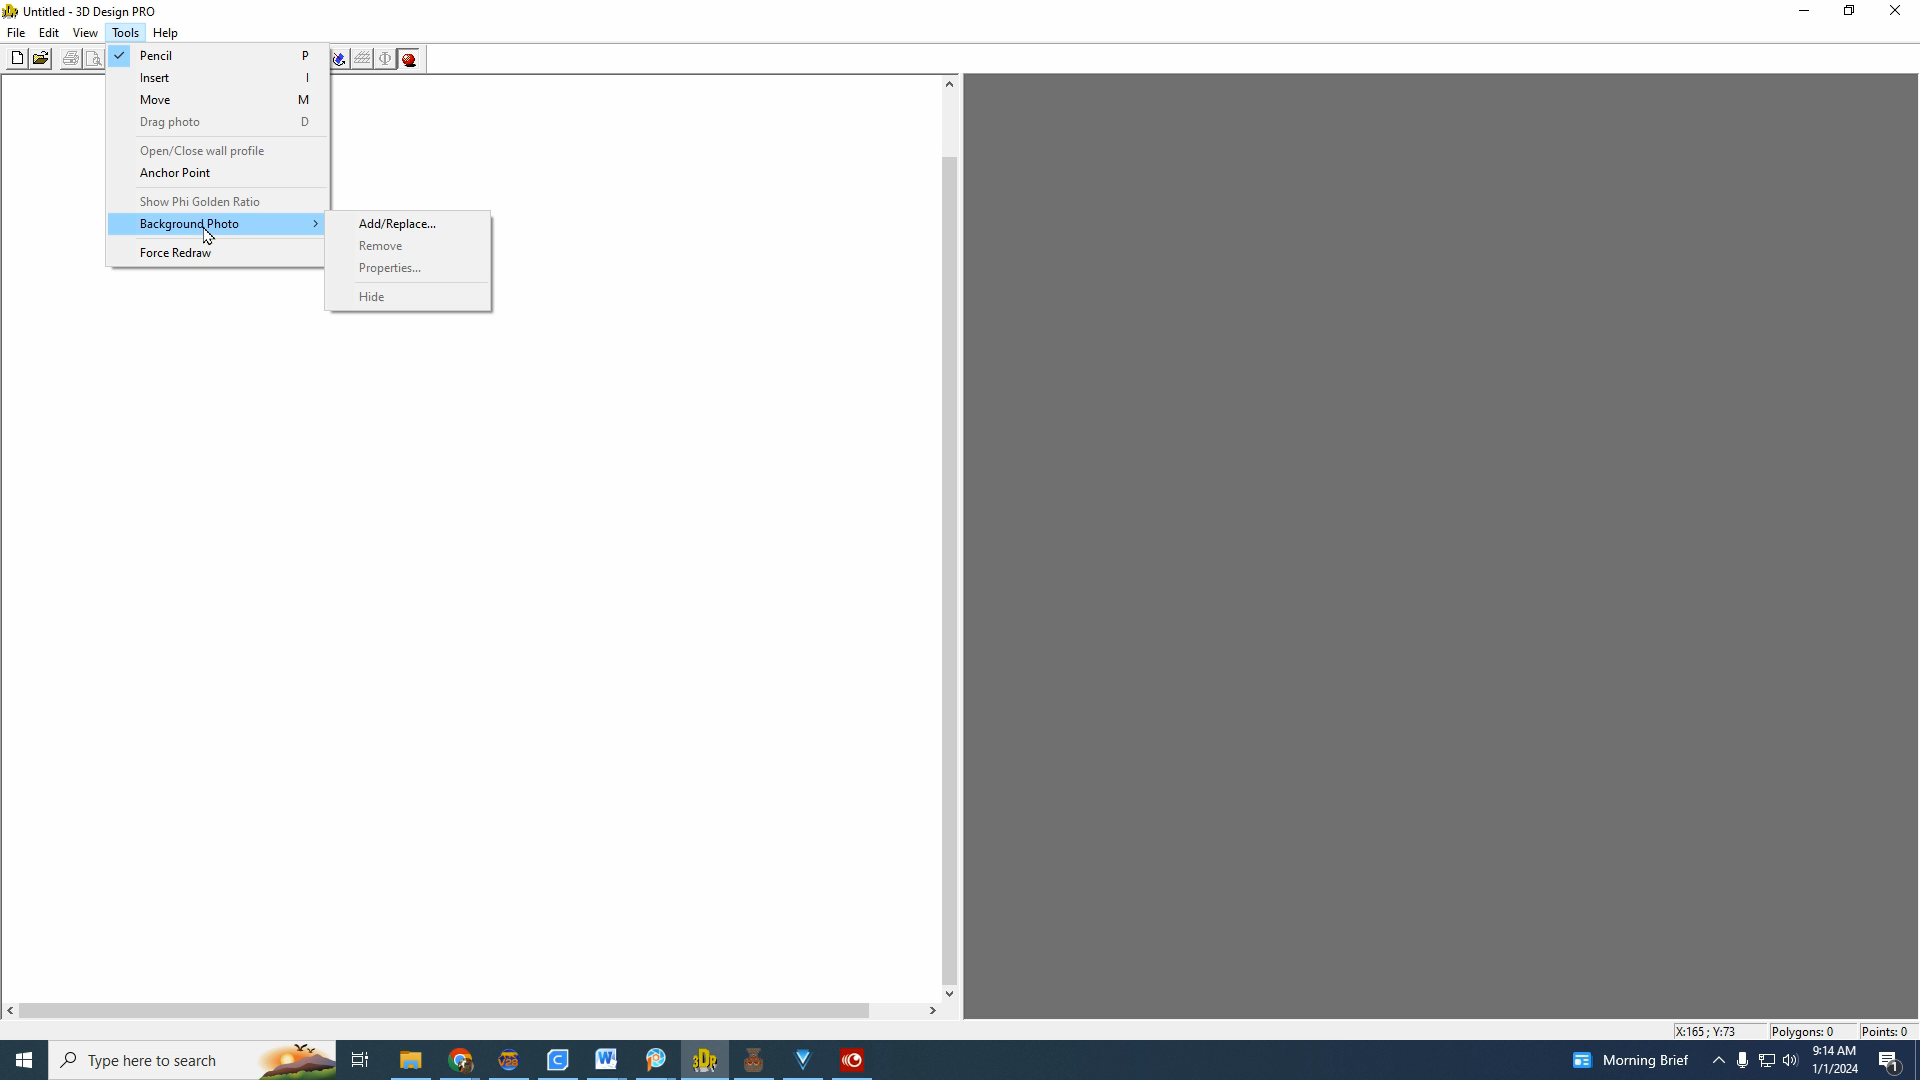 Untitled - 3D Design PRO
File Edit View Tools Help
Pencil P
Insert I
Move M
Drag photo D
Open/Close wall profile
Anchor Point
Show Phi Golden Ratio
Background Photo
Force Redraw
Add/Replace...
Remove
Properties...
Hide
X:165 ; Y:73 Polygons: 0 Points: 0
Type here to search
Morning Brief
9:14 AM
1/1/2024
1